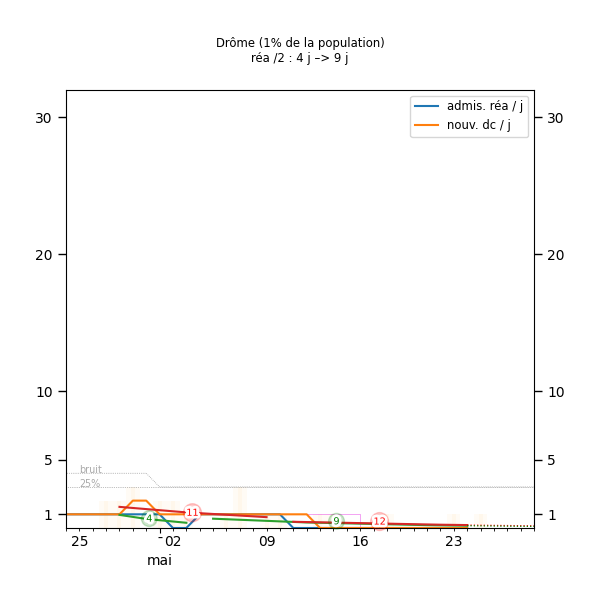 Drôme (1% de la population)
réa /2 : 4 j –> 9 j
admis. réa / j
nouv. dc / j
30 30
20 20
10 10
5 5
bruit
25%
1 4 11 9 12 1
25 02 09 16 23
mai